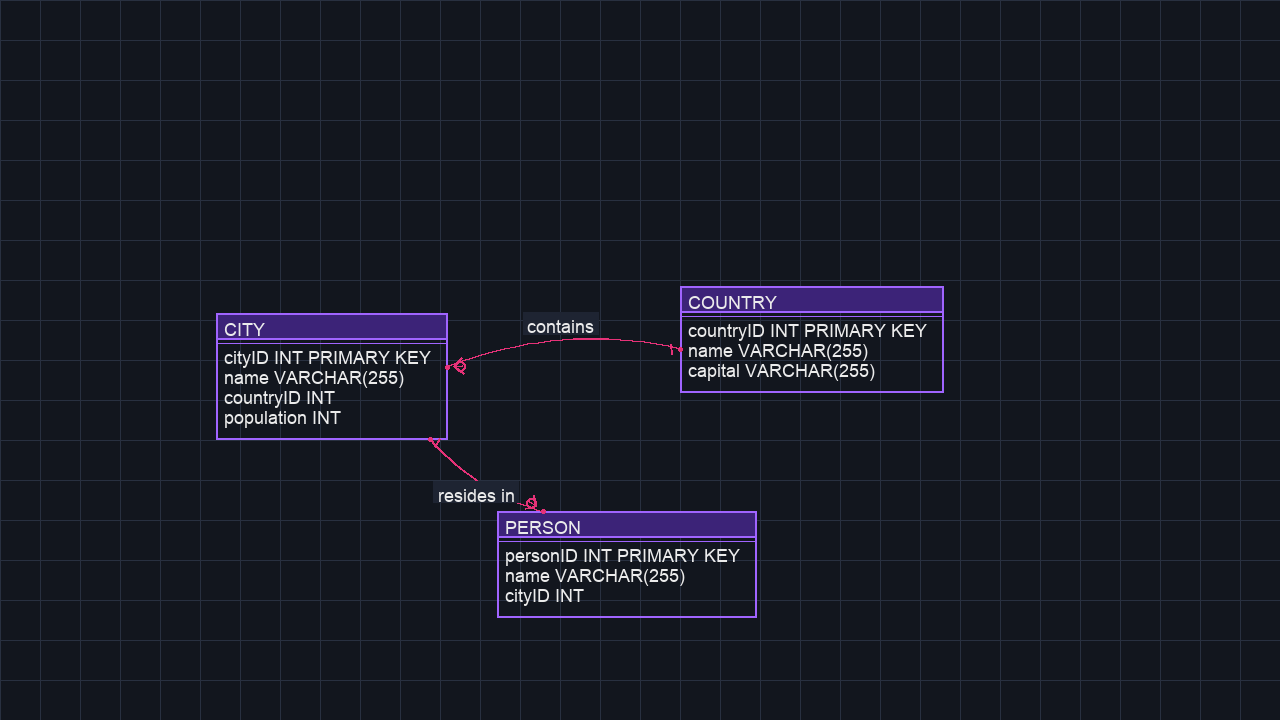 COUNTRY
countryID INT PRIMARY KEY
name VARCHAR(255)
capital VARCHAR(255)
contains
CITY
cityID INT PRIMARY KEY
name VARCHAR(255)
countryID INT
population INT
resides in
PERSON
personID INT PRIMARY KEY
name VARCHAR(255)
cityID INT